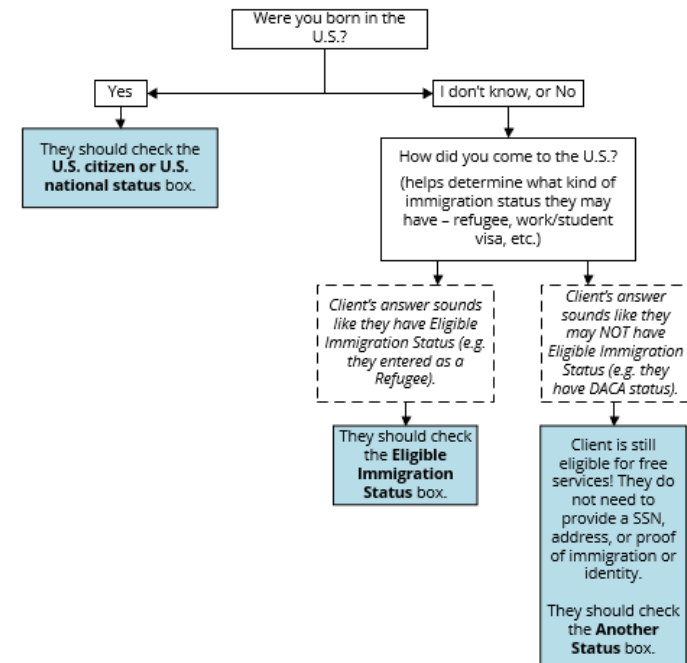 Were you born in the
U.S.?
Yes
I don't know, or No
They should check the
U.S. citizen or U.S.
national status box.
How did you come to the U.S.?
(helps determine what kind of
immigration status they may
have – refugee, work/student
visa, etc.)
Client's answer sounds
like they have Eligible
Immigration Status (e.g.
they entered as a
Refugee).
Client's answer
sounds like they
may NOT have
Eligible Immigration
Status (e.g. they
have DACA status).
They should check
the Eligible
Immigration
Status box.
Client is still
eligible for free
services! They do
not need to
provide a SSN,
address, or proof
of immigration or
identity.
They should check
the Another
Status box.